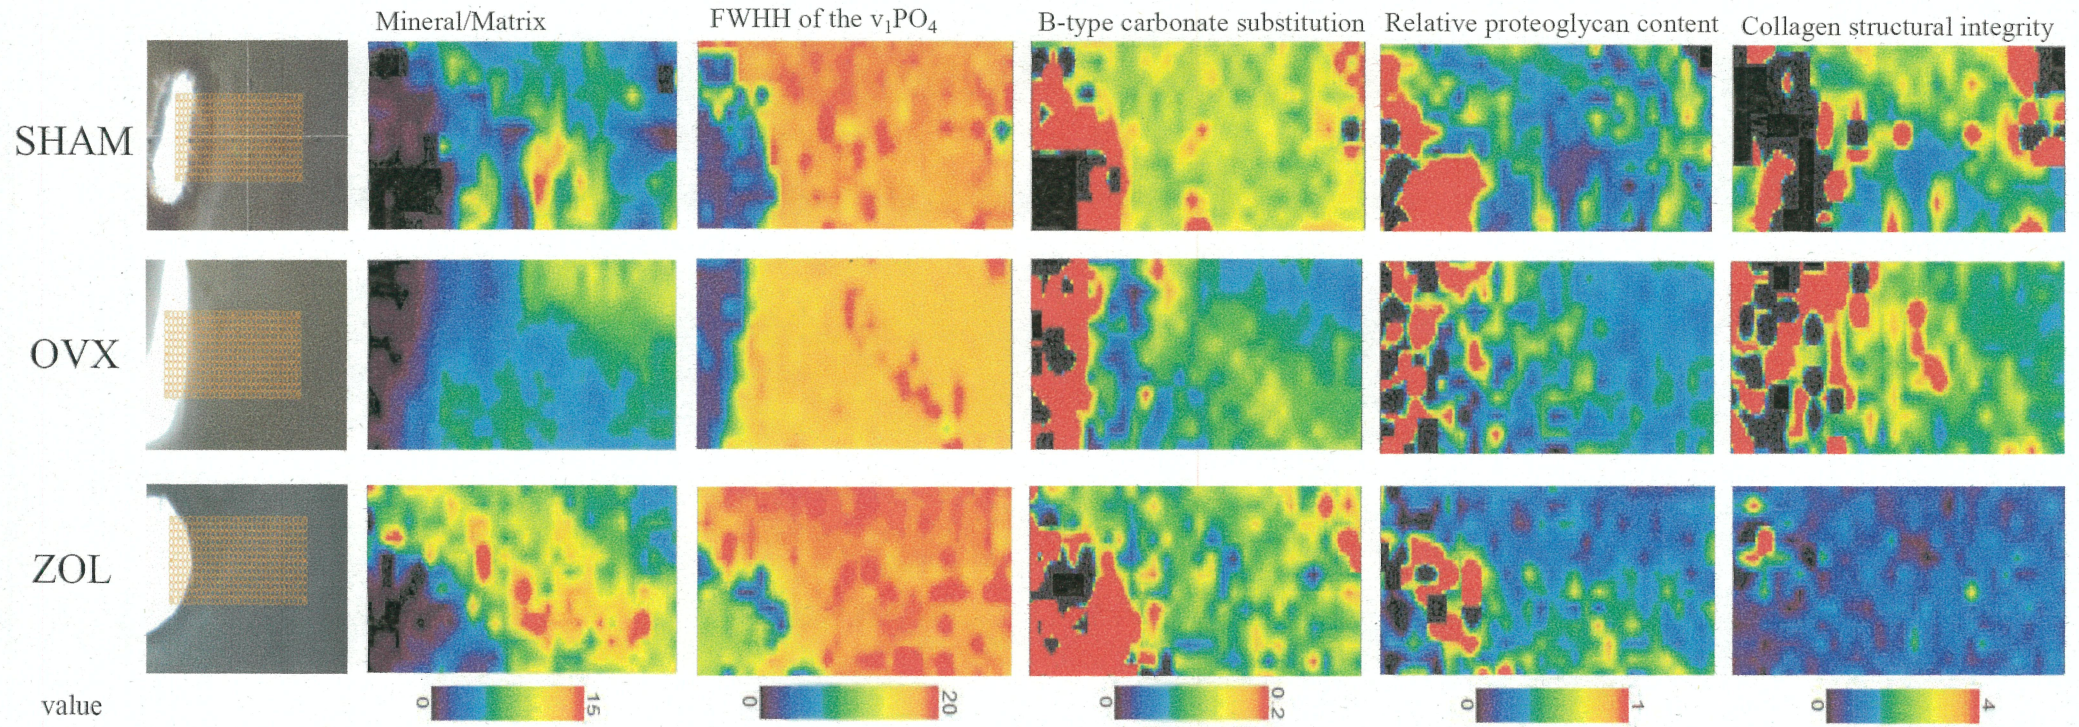 Mineral/Matrix FWHH of the v₁PO₄ B-type carbonate substitution Relative proteoglycan content Collagen structural integrity
SHAM
OVX
ZOL
value 0 15 0 20 0 0.2 0 1 0 4